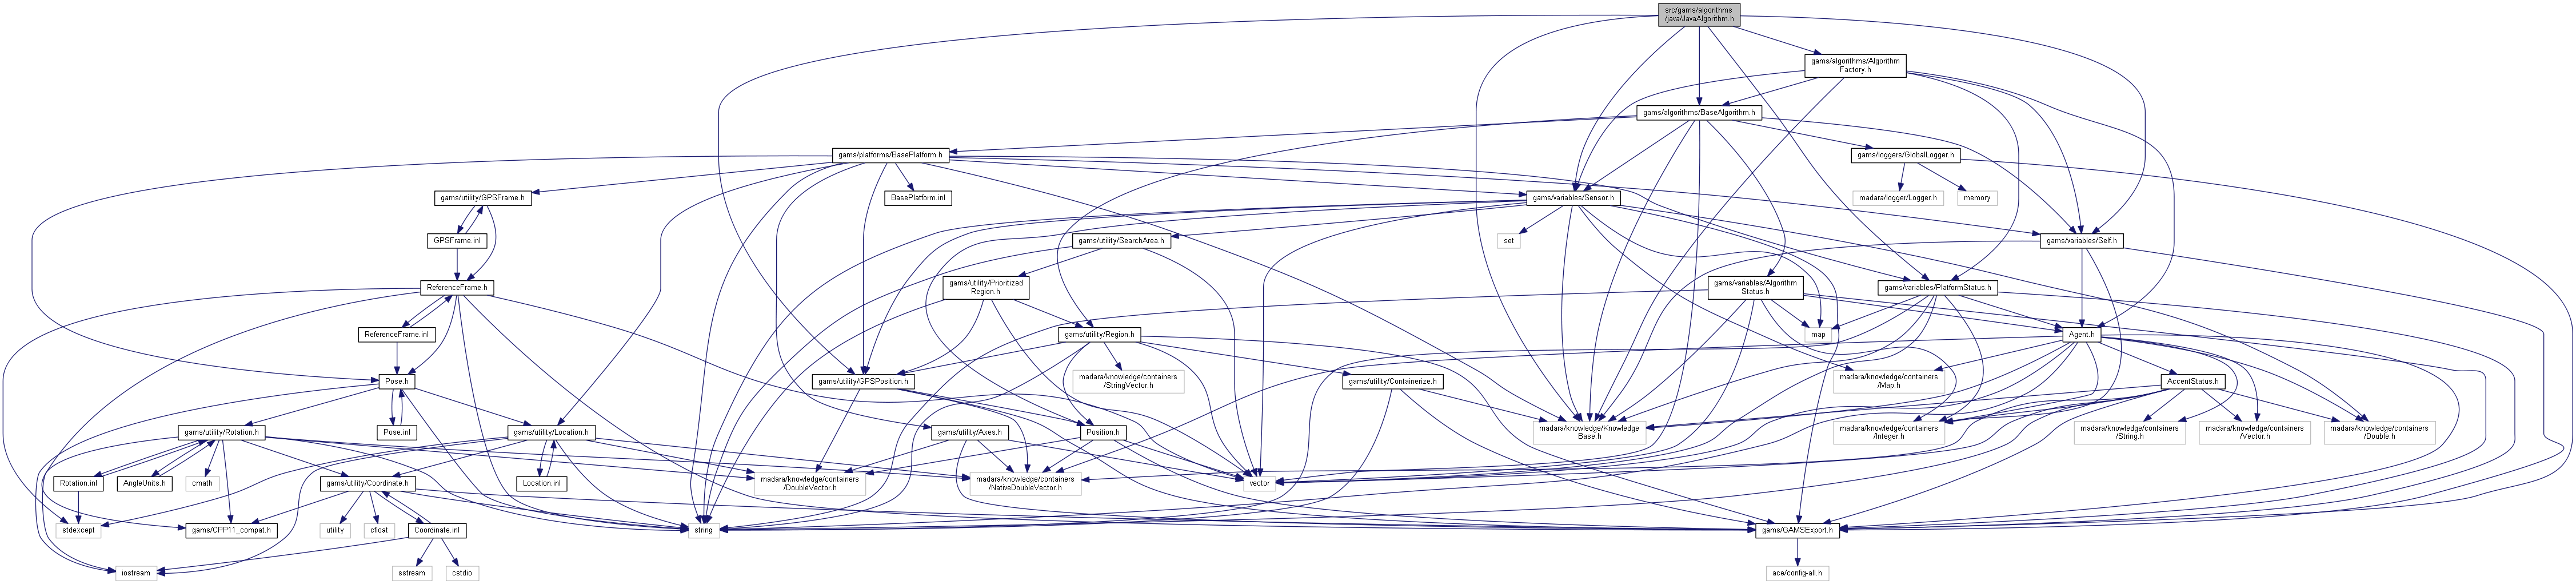 src/gams/algorithms
/java/JavaAlgorithm.h
gams/algorithms/Algorithm
Factory.h
gams/algorithms/BaseAlgorithm.h
gams/platforms/BasePlatform.h
gams/loggers/GlobalLogger.h
gams/utility/GPSFrame.h
BasePlatform.inl
gams/variables/Sensor.h
madara/logger/Logger.h
memory
GPSFrame.inl
set
gams/utility/SearchArea.h
gams/variables/Self.h
ReferenceFrame.h
gams/utility/Prioritized
Region.h
gams/variables/Algorithm
Status.h
gams/variables/PlatformStatus.h
ReferenceFrame.inl
gams/utility/Region.h
map
Agent.h
Pose.h
gams/utility/GPSPosition.h
madara/knowledge/containers
/StringVector.h
gams/utility/Containerize.h
madara/knowledge/containers
/Map.h
AccentStatus.h
gams/utility/Rotation.h
Pose.inl
gams/utility/Location.h
gams/utility/Axes.h
Position.h
madara/knowledge/Knowledge
Base.h
madara/knowledge/containers
/Integer.h
madara/knowledge/containers
/String.h
madara/knowledge/containers
/Vector.h
madara/knowledge/containers
/Double.h
Rotation.inl
AngleUnits.h
cmath
gams/utility/Coordinate.h
Location.inl
madara/knowledge/containers
/DoubleVector.h
madara/knowledge/containers
/NativeDoubleVector.h
vector
stdexcept
gams/CPP11_compat.h
utility
cfloat
Coordinate.inl
string
gams/GAMSExport.h
iostream
sstream
cstdio
ace/config-all.h